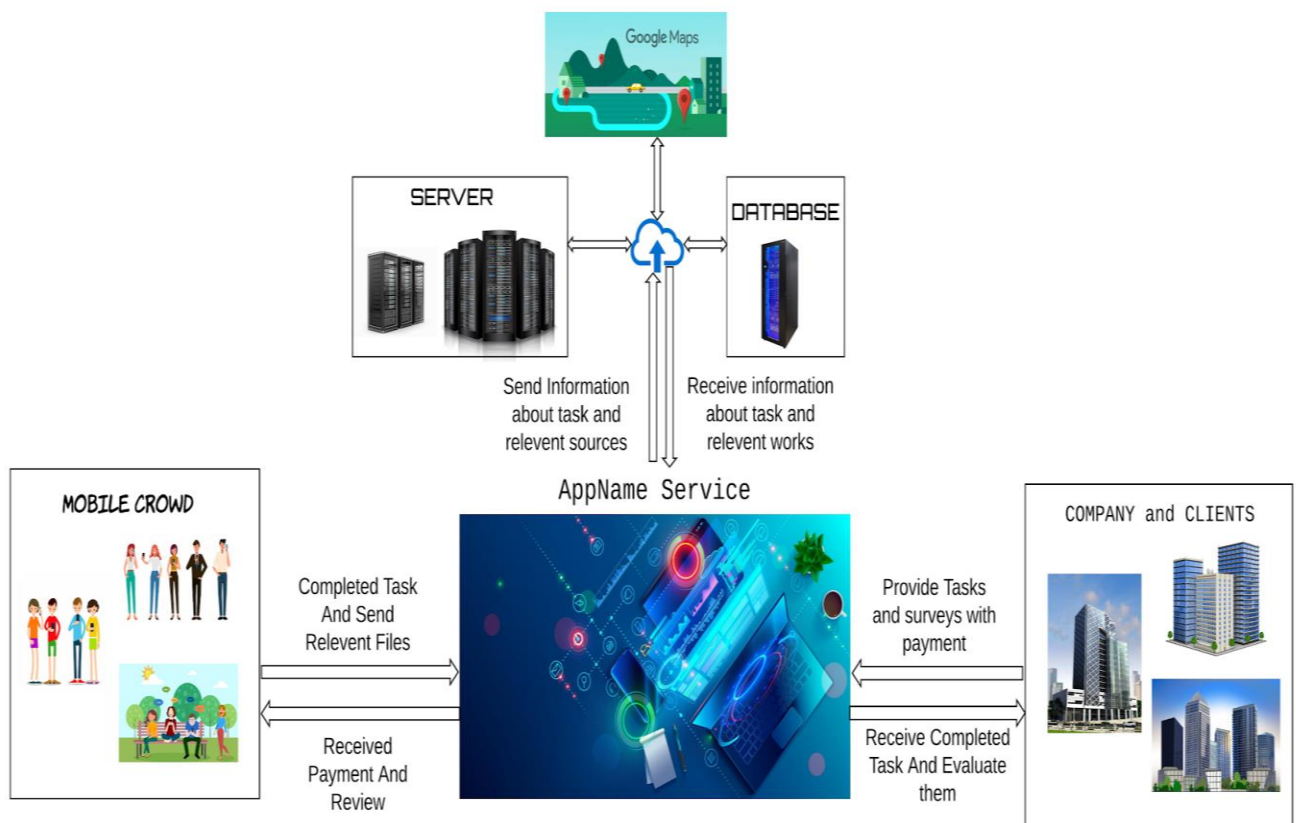 Google Maps
SERVER
DATABASE
Send Information
about task and
relevent sources
Receive information
about task and
relevent works
AppName Service
MOBILE CROWD
Completed Task
And Send
Relevent Files
Received
Payment And
Review
COMPANY and CLIENTS
Provide Tasks
and surveys with
payment
Receive Completed
Task And Evaluate
them